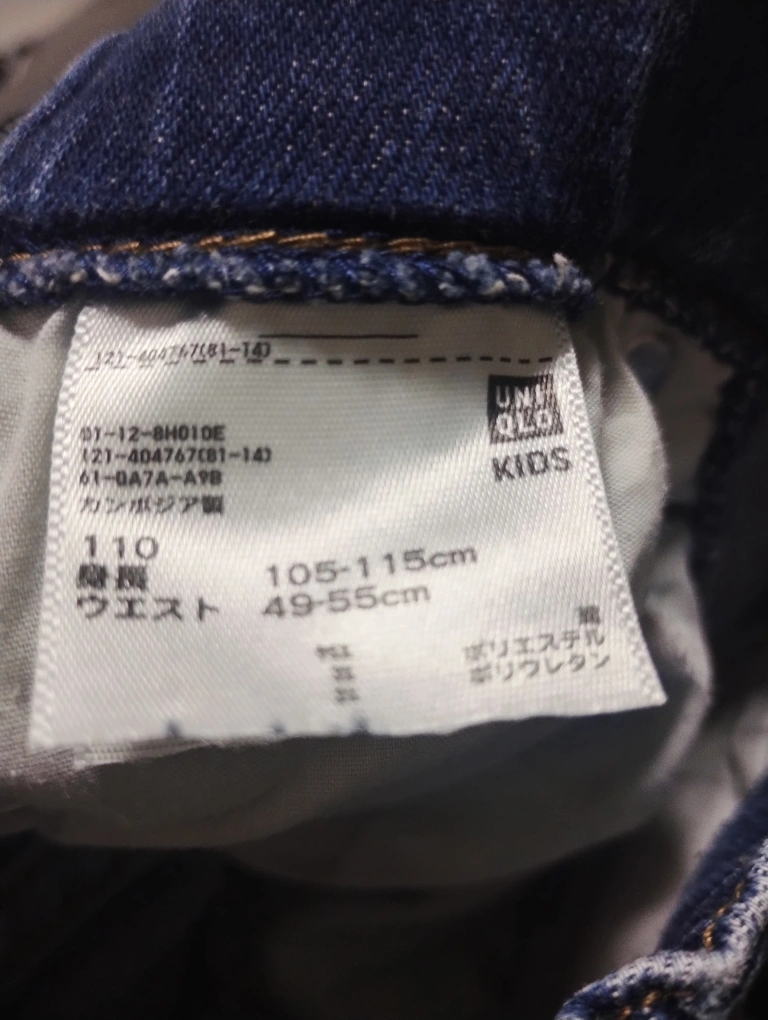 121-404767(81-14)
UNI
QLO
KIDS
01-12-8H010E
121-404767(81-14)
61-0A7A-A9B
カンボジア製
110
身長 105-115cm
ウエスト 49-55cm
綿
ポリエステル
ポリウレタン